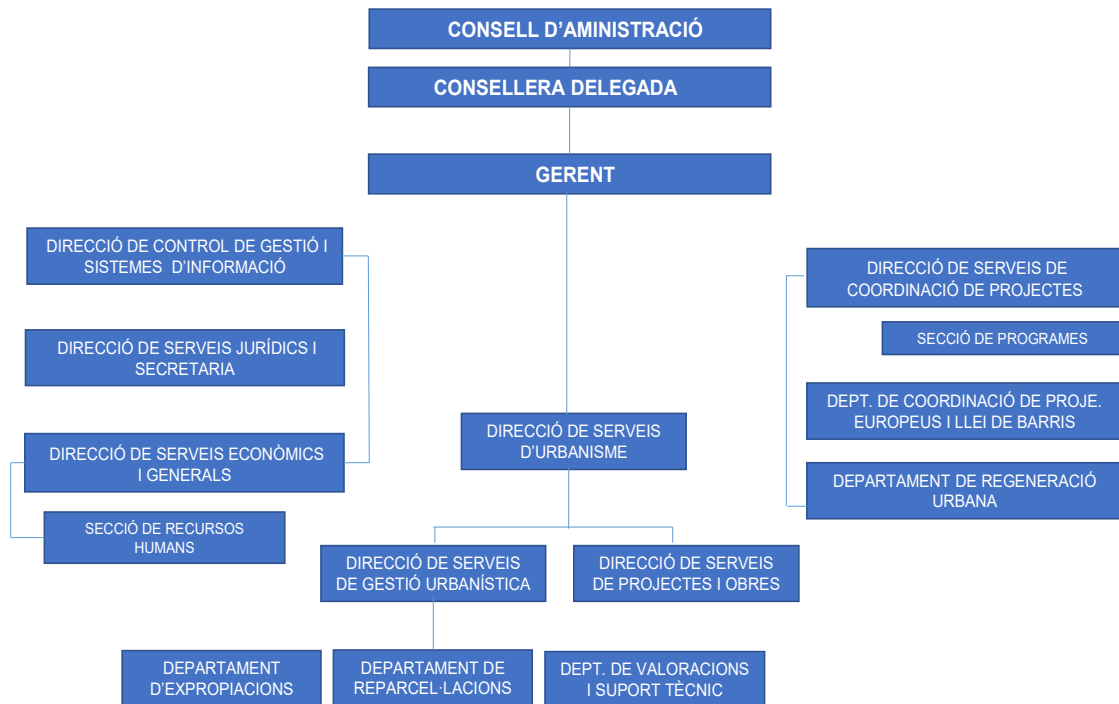 CONSELL D'AMINISTRACIÓ
CONSELLERA DELEGADA
GERENT
DIRECCIÓ DE CONTROL DE GESTIÓ I
SISTEMES D'INFORMACIÓ
DIRECCIÓ DE SERVEIS JURÍDICS I
SECRETARIA
DIRECCIÓ DE SERVEIS ECONÒMICS
I GENERALS
SECCIÓ DE RECURSOS
HUMANS
DIRECCIÓ DE SERVEIS
D'URBANISME
DIRECCIÓ DE SERVEIS DE
COORDINACIÓ DE PROJECTES
SECCIÓ DE PROGRAMES
DEPT. DE COORDINACIÓ DE PROJE.
EUROPEUS I LLEI DE BARRIS
DEPARTAMENT DE REGENERACIÓ
URBANA
DIRECCIÓ DE SERVEIS
DE GESTIÓ URBANÍSTICA
DIRECCIÓ DE SERVEIS
DE PROJECTES I OBRES
DEPARTAMENT
D'EXPROPIACIONS
DEPARTAMENT DE
REPARCEL·LACIONS
DEPT. DE VALORACIONS
I SUPORT TÈCNIC